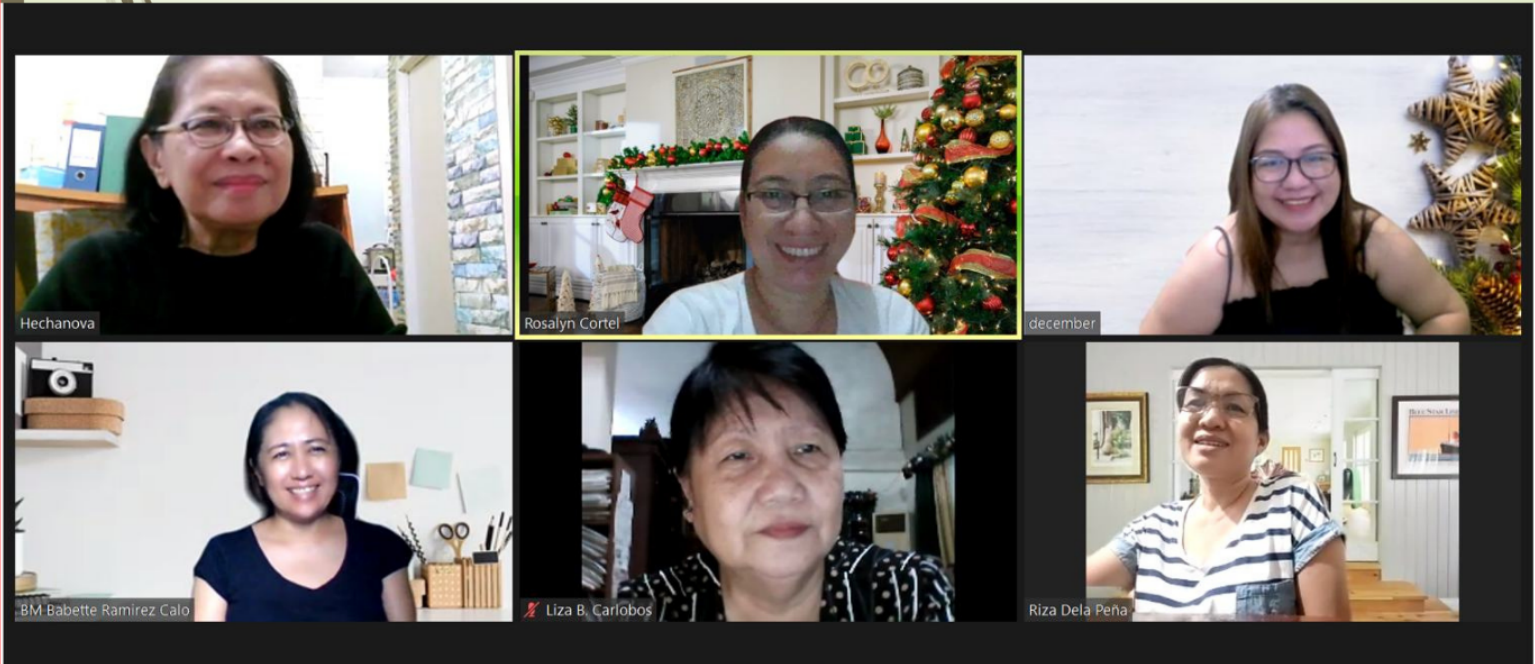 Hechanova
Rosalyn Cortel
december
BM Babette Ramirez Calo
Liza B. Carlobos
Riza Dela Peña